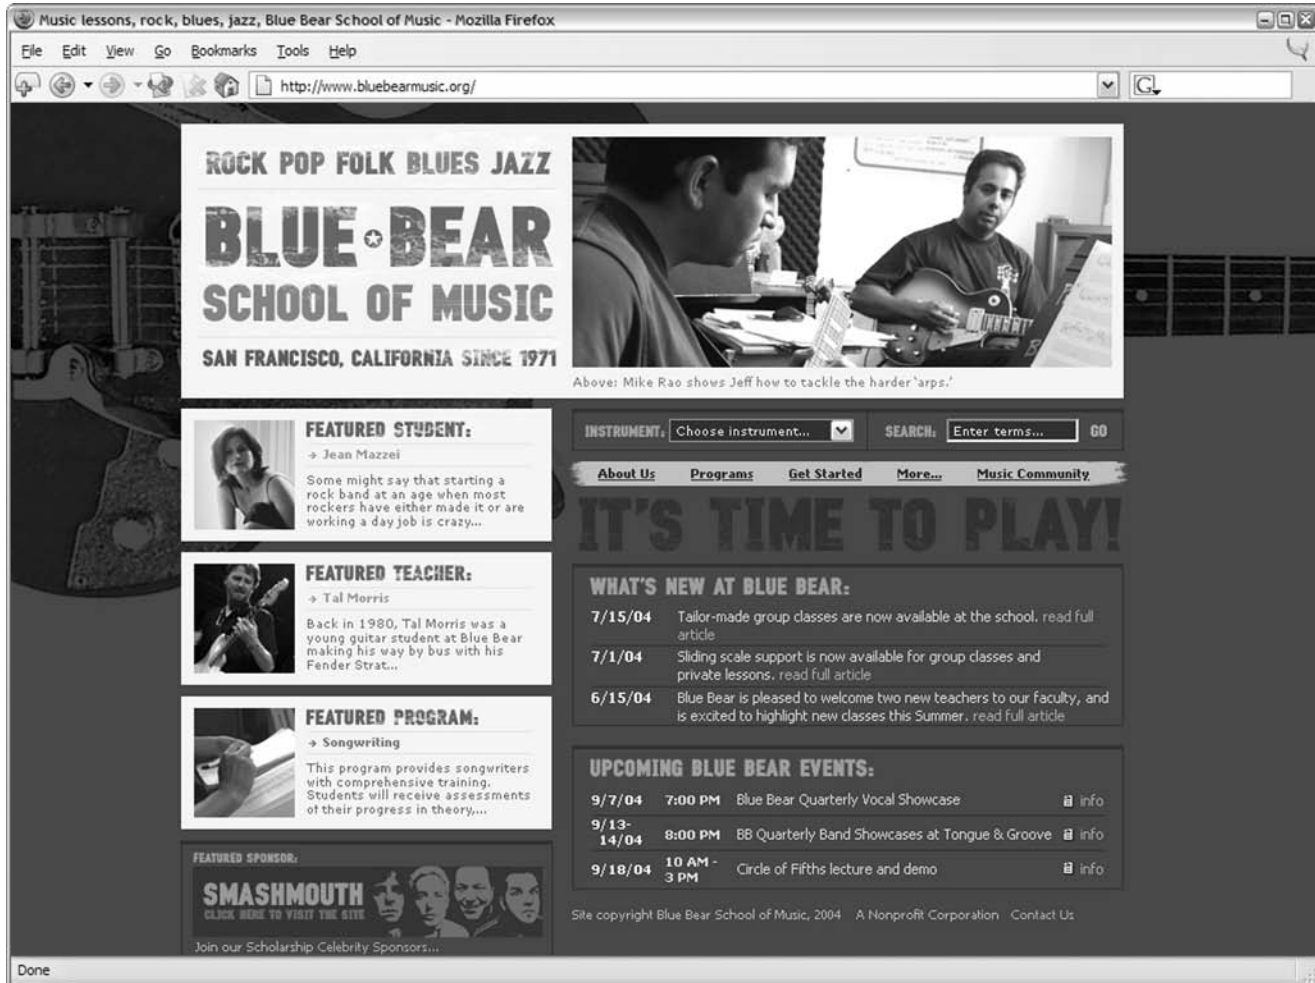 Music lessons, rock, blues, jazz, Blue Bear School of Music - Mozilla Firefox
File Edit View Go Bookmarks Tools Help
http://www.bluebearmusic.org/
G
ROCK POP FOLK BLUES JAZZ
BLUE BEAR
SCHOOL OF MUSIC
SAN FRANCISCO, CALIFORNIA SINCE 1971
Above: Mike Rao shows Jeff how to tackle the harder 'arps.'
FEATURED STUDENT:
→ Jean Mazzei
Some might say that starting a
rock band at an age when most
rockers have either made it or are
working a day job is crazy...
FEATURED TEACHER:
→ Tal Morris
Back in 1980, Tal Morris was a
young guitar student at Blue Bear
making his way by bus with his
Fender Strat...
FEATURED PROGRAM:
→ Songwriting
This program provides songwriters
with comprehensive training.
Students will receive assessments
of their progress in theory,...
FEATURED SPONSOR:
SMASHMOUTH
CLICK HERE TO VISIT THE SITE
Join our Scholarship Celebrity Sponsors...
INSTRUMENT: Choose instrument... SEARCH: Enter terms... GO
About Us Programs Get Started More... Music Community
IT'S TIME TO PLAY!
WHAT'S NEW AT BLUE BEAR:
7/15/04 Tailor-made group classes are now available at the school. read full
article
7/1/04 Sliding scale support is now available for group classes and
private lessons. read full article
6/15/04 Blue Bear is pleased to welcome two new teachers to our faculty, and
is excited to highlight new classes this Summer. read full article
UPCOMING BLUE BEAR EVENTS:
9/7/04 7:00 PM Blue Bear Quarterly Vocal Showcase info
9/13-
14/04 8:00 PM BB Quarterly Band Showcases at Tongue & Groove info
9/18/04 10 AM -
3 PM Circle of Fifths lecture and demo info
Site copyright Blue Bear School of Music, 2004 A Nonprofit Corporation Contact Us
Done